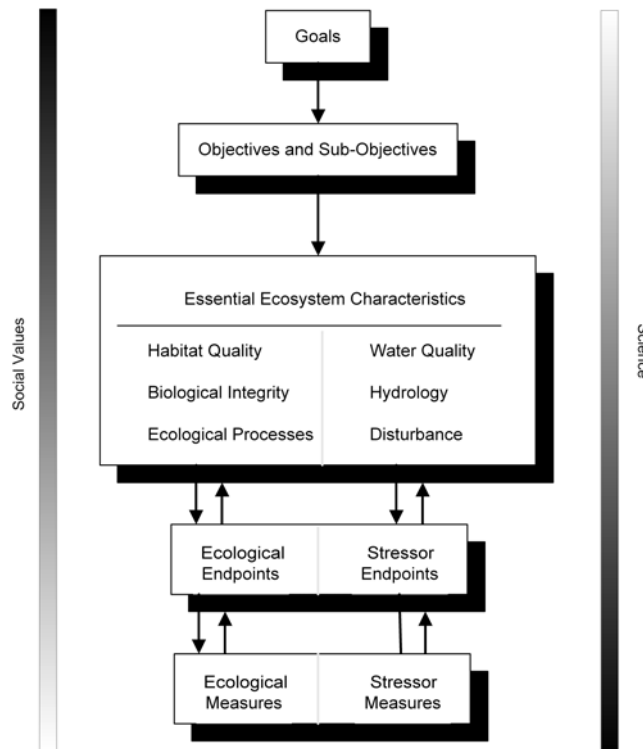 Goals
Objectives and Sub-Objectives
Essential Ecosystem Characteristics
Habitat Quality
Water Quality
Biological Integrity
Hydrology
Ecological Processes
Disturbance
Ecological
Endpoints
Stressor
Endpoints
Ecological
Measures
Stressor
Measures
Social Values
Science